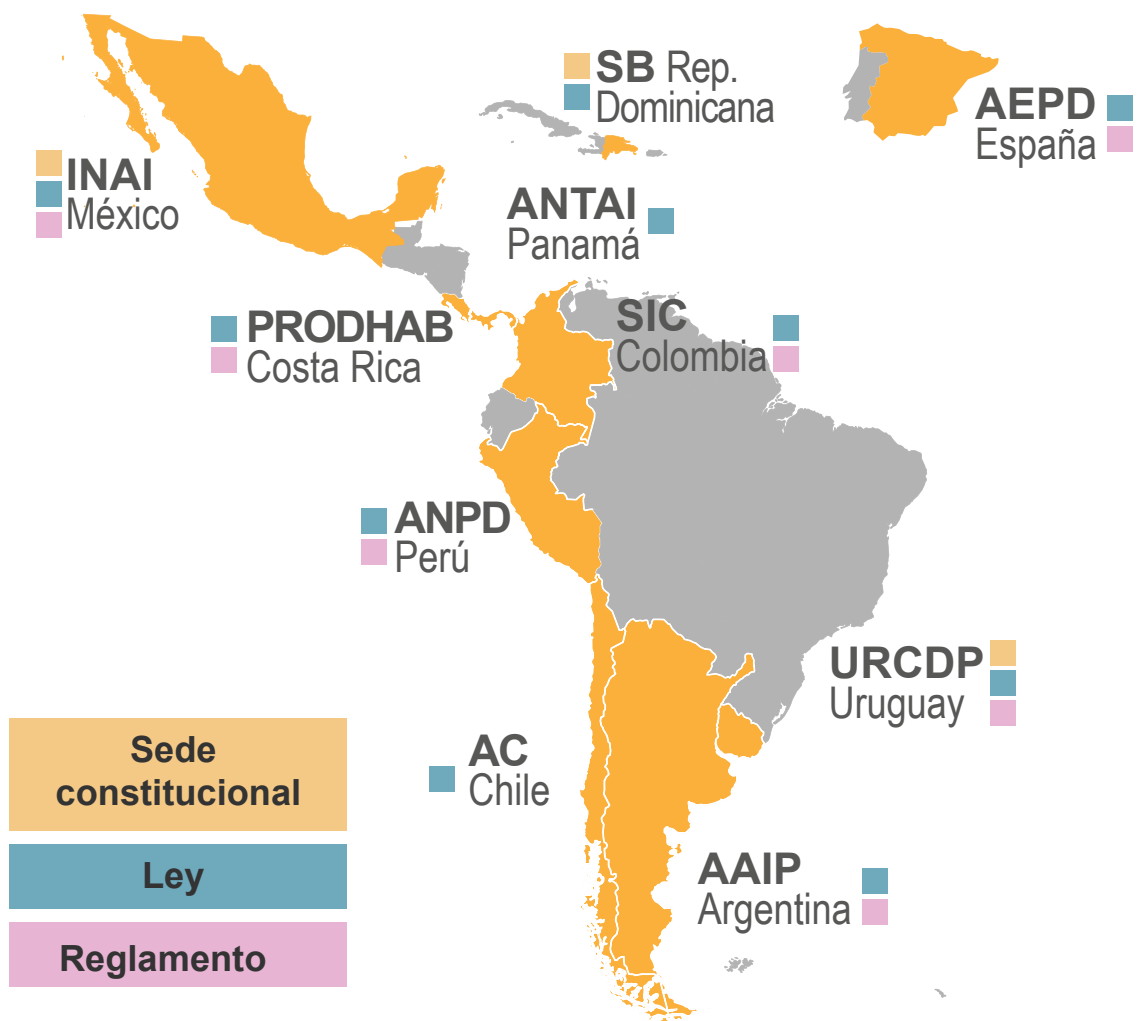 SB Rep.
Dominicana
AEPD
España
INAI
México
ANTAI
Panamá
PRODHAB
Costa Rica
SIC
Colombia
ANPD
Perú
URCDP
Uruguay
AC
Chile
AAIP
Argentina
Sede
constitucional
Ley
Reglamento